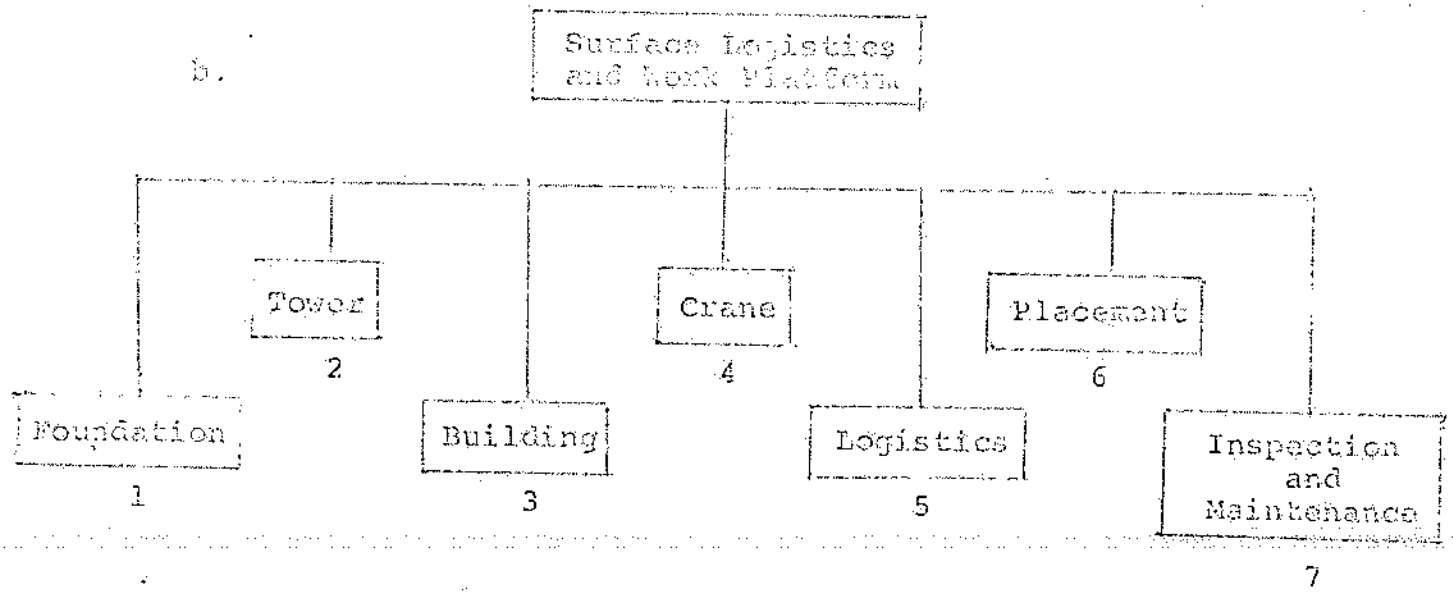 b.
Surface Logistics
and Work Platform
Tower
Crane
Placement
2
4
6
Foundation
Building
Logistics
Inspection
and
Maintenance
1
3
5
7